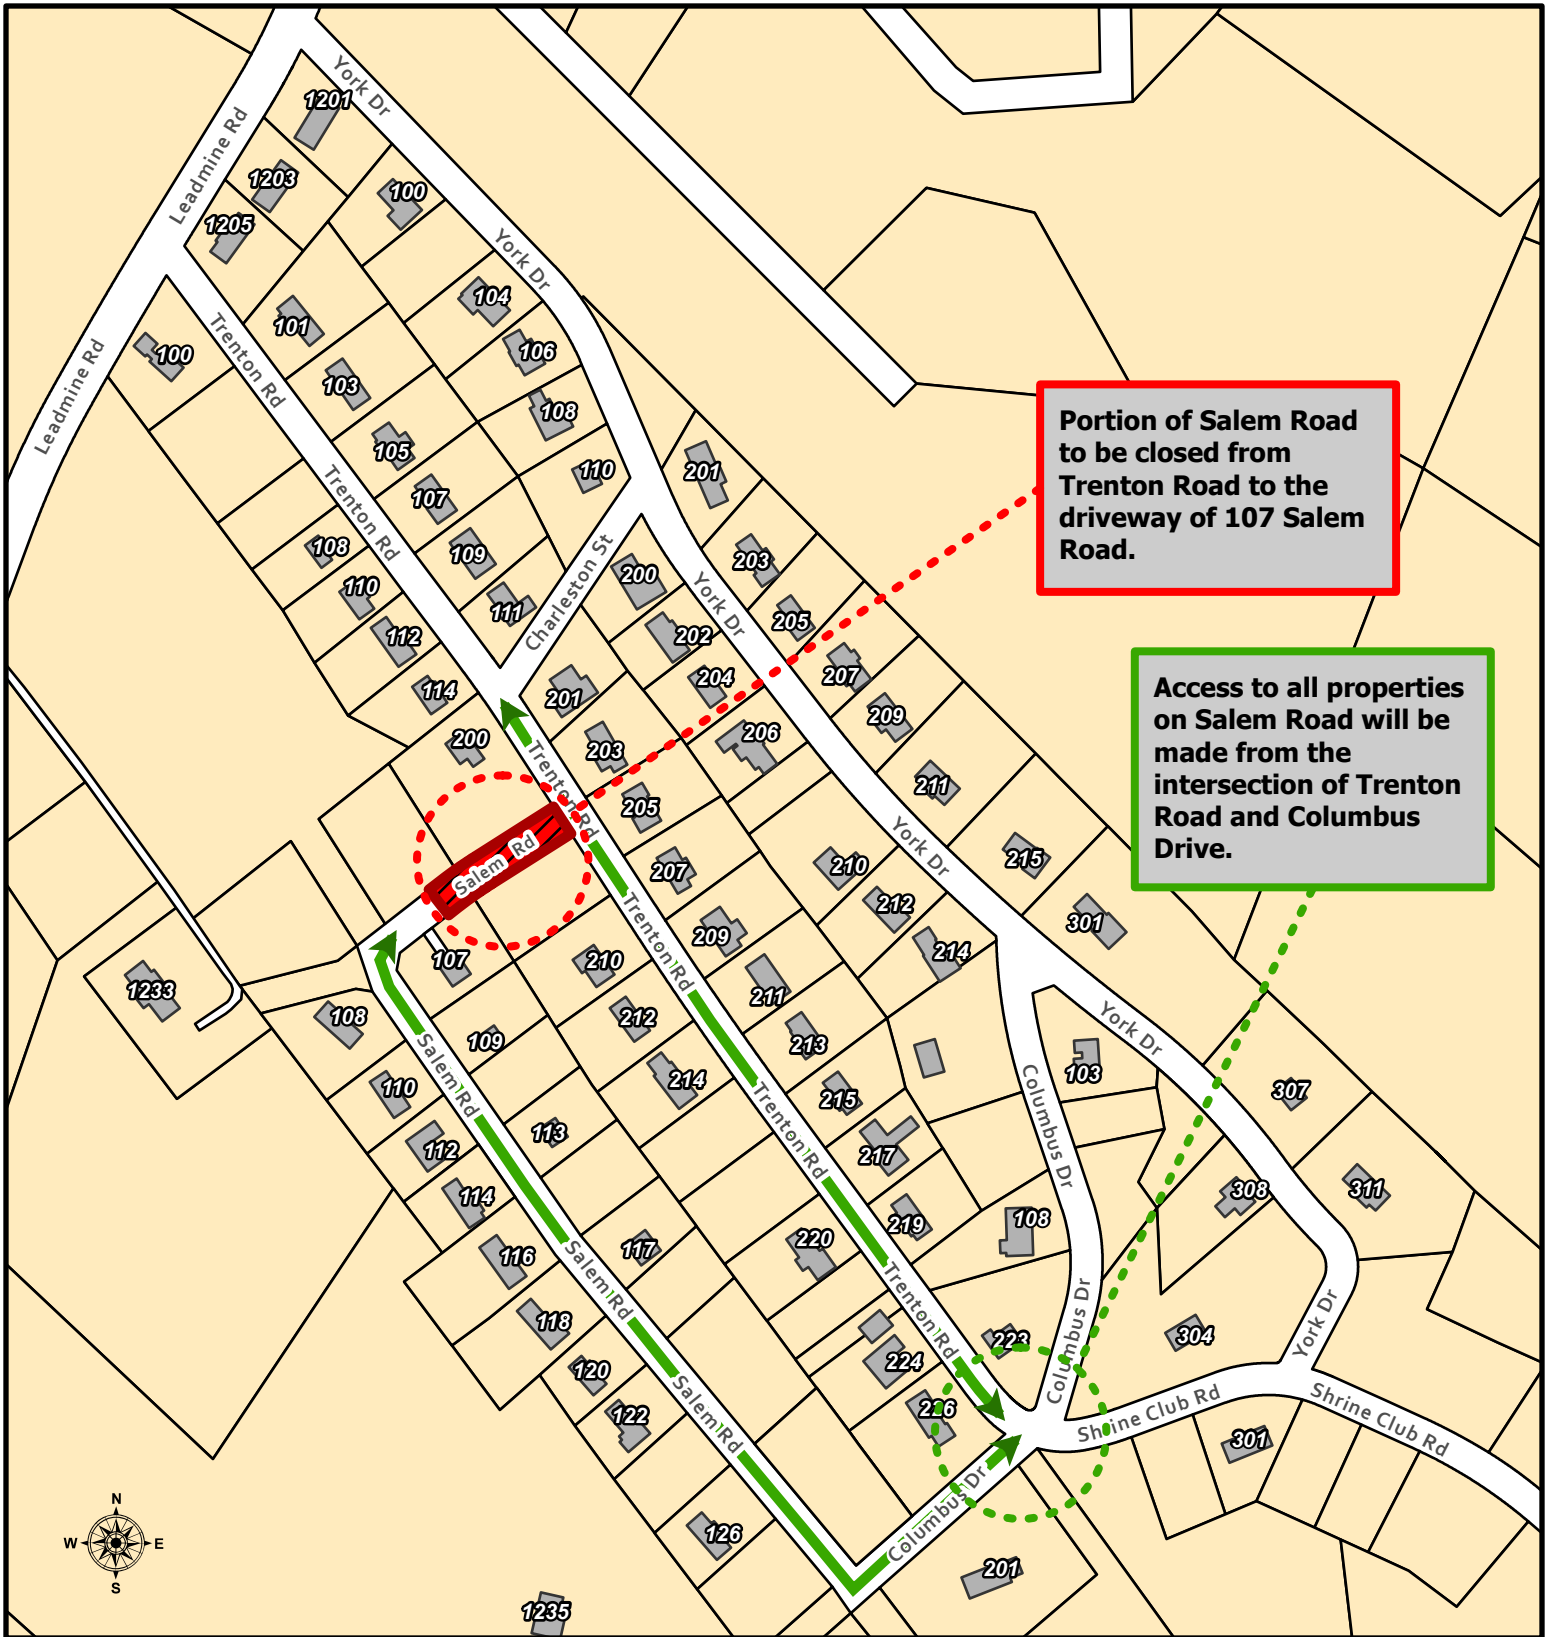 York Dr
1201
Leadmine Rd
1203
100
1205
York Dr
104
101
Trenton Rd
106
100
Leadmine Rd
103
108
105
110
201
107
Trenton Rd
108
109
Charleston St
203
200
110
111
York Dr
205
112
202
207
114
201
204
209
200
203
206
Trenton Rd
205
211
Salem Rd
York Dr
207
210
215
212
301
209
214
107
210
Trenton Rd
1233
211
108
212
York Dr
109
213
Salem Rd
103
214
Columbus Dr
110
215
Trenton Rd
307
113
112
217
114
308
311
219
108
117
220
116
Salem Rd
Trenton Rd
Columbus Dr
York Dr
118
304
223
224
120
Salem Rd
226
122
Shrine Club Rd
Shrine Club Rd
301
Columbus Dr
126
201
1235
Portion of Salem Road
to be closed from
Trenton Road to the
driveway of 107 Salem
Road.
Access to all properties
on Salem Road will be
made from the
intersection of Trenton
Road and Columbus
Drive.
N
W
E
S